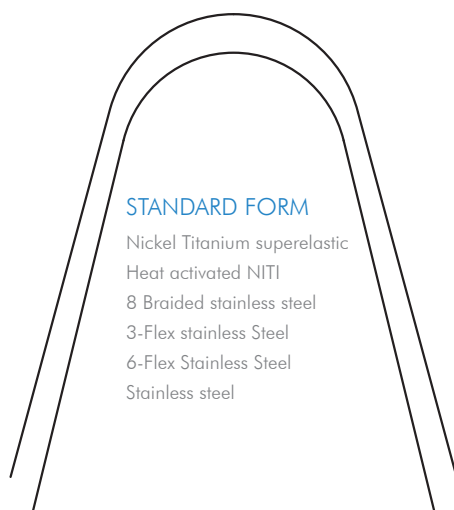 STANDARD FORM
Nickel Titanium superelastic
Heat activated NITI
8 Braided stainless steel
3-Flex stainless Steel
6-Flex Stainless Steel
Stainless steel